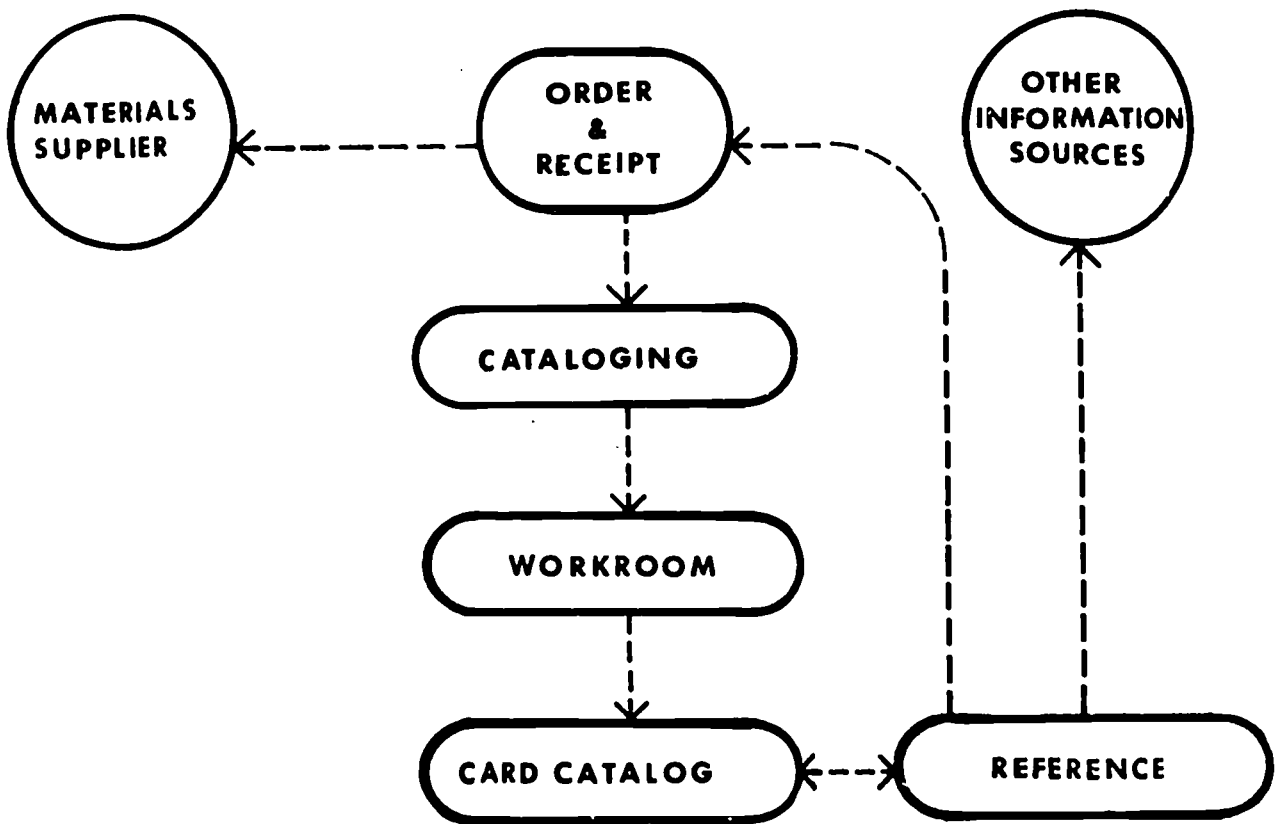 MATERIALS
SUPPLIER
ORDER
&
RECEIPT
OTHER
INFORMATION
SOURCES
CATALOGING
WORKROOM
CARD CATALOG
REFERENCE